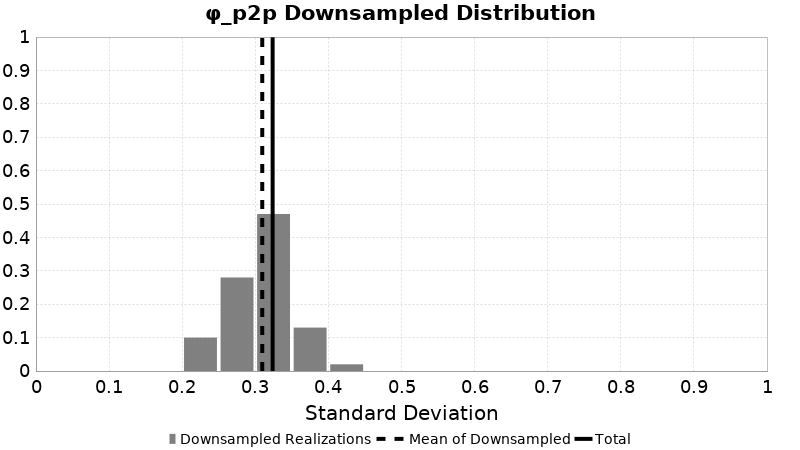 φ_p2p Downsampled Distribution
1
0.9
0.8
0.7
0.6
0.5
0.4
0.3
0.2
0.1
0
0 0.1 0.2 0.3 0.4 0.5 0.6 0.7 0.8 0.9 1
Standard Deviation
Downsampled Realizations Mean of Downsampled Total